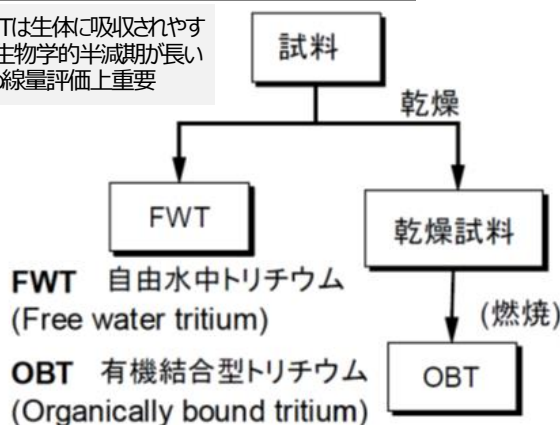 Tは生体に吸収されやす
生物学的半減期が長い
線量評価上重要
試料
乾燥
FWT
乾燥試料
FWT 自由水中トリチウム
(Free water tritium)
(燃焼)
OBT 有機結合型トリチウム
(Organically bound tritium)
OBT